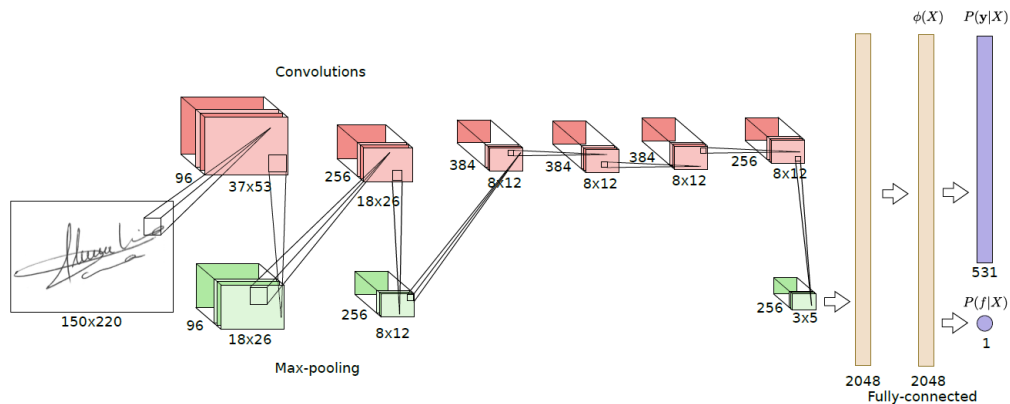 ϕ(X)
P(y|X)
Convolutions
96
37x53
256
18x26
384
8x12
384
8x12
384
8x12
256
8x12
150x220
96
18x26
256
8x12
256
3x5
531
P(f|X)
1
Max-pooling
2048
2048
Fully-connected